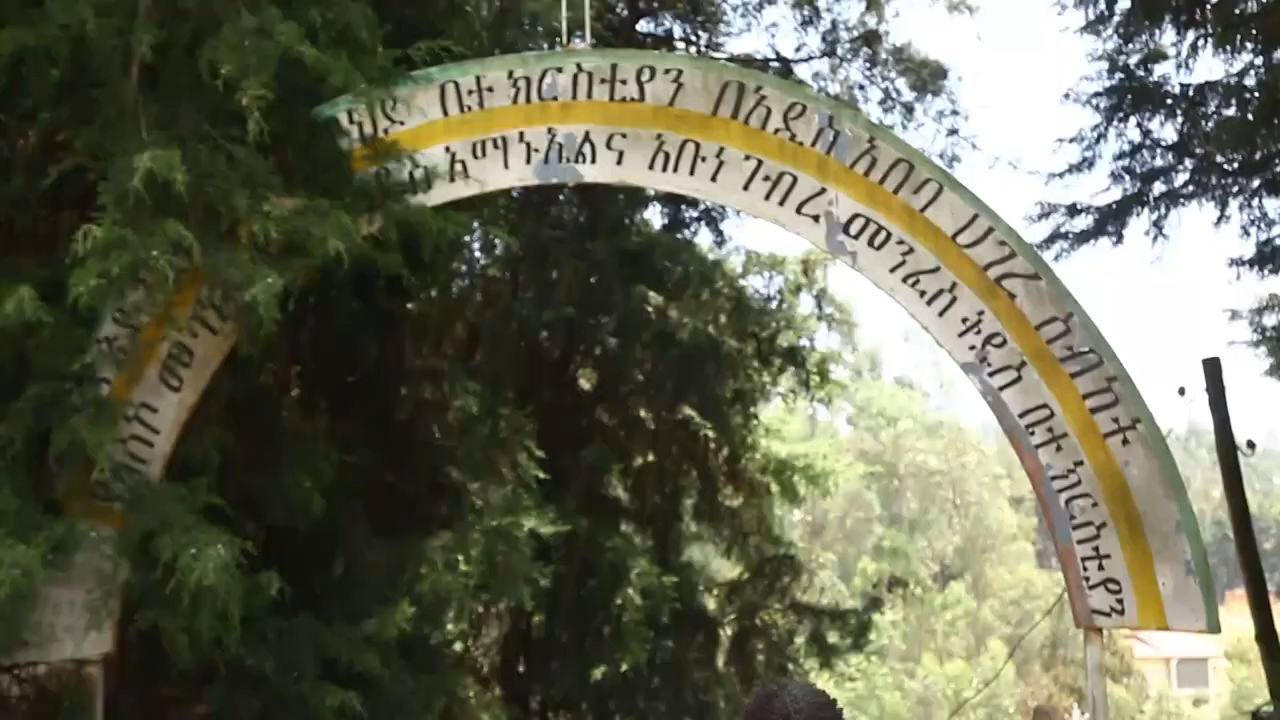 ቤተ ክርስቲያን በአዲስ አበባ ሀገረ ስብከት
አማኑኤልና አቡነ ገብረ መንፈስ ቅዱስ ቤተ ክርስቲያን